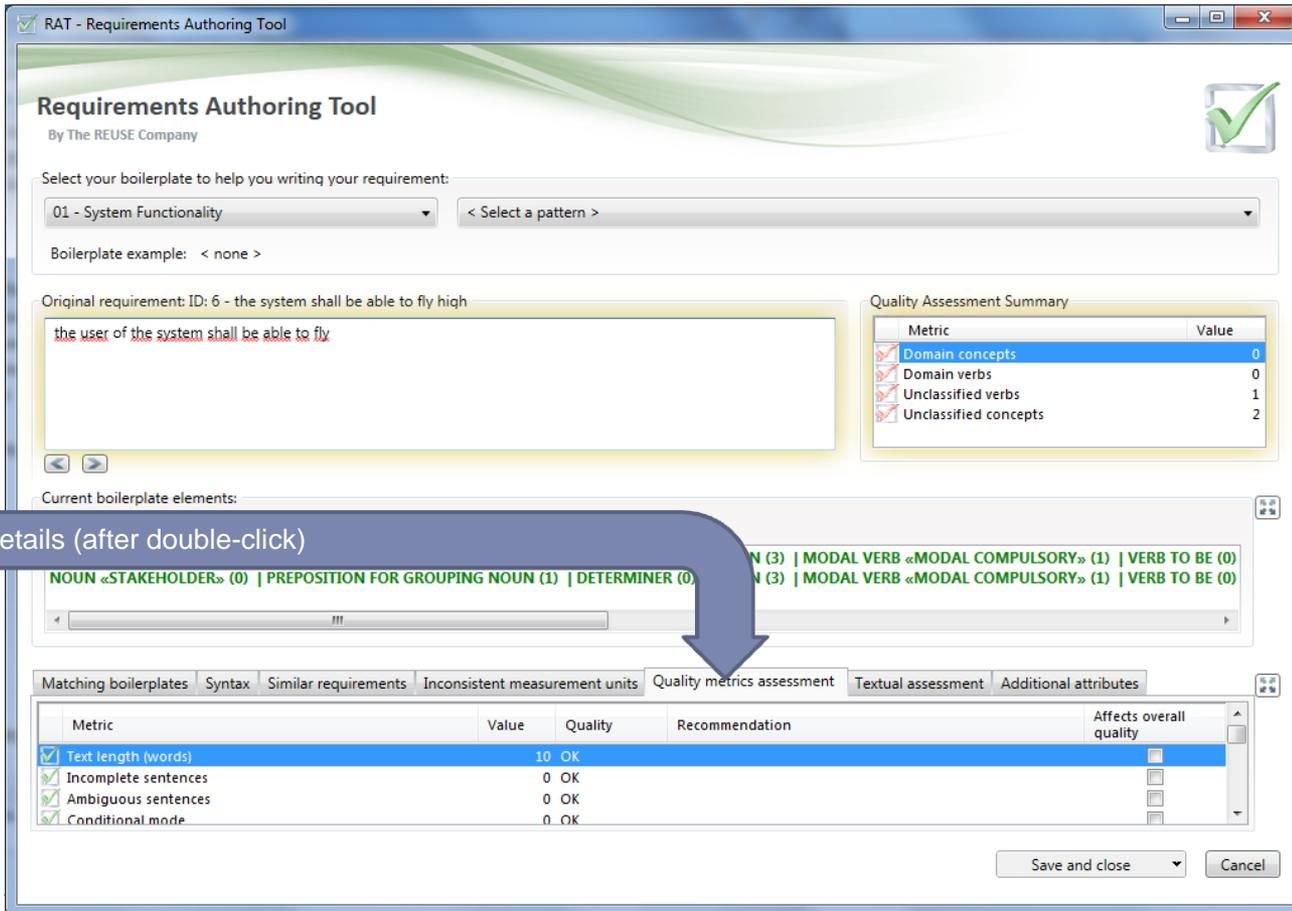 RAT - Requirements Authoring Tool
Requirements Authoring Tool
By The REUSE Company
Select your boilerplate to help you writing your requirement:
01 - System Functionality < Select a pattern >
Boilerplate example: < none >
Original requirement: ID: 6 - the system shall be able to fly high
the user of the system shall be able to fly
Quality Assessment Summary
Metric Value
Domain concepts 0
Domain verbs 0
Unclassified verbs 1
Unclassified concepts 2
Current boilerplate elements:
etails (after double-click)
N (3) | MODAL VERB «MODAL COMPULSORY» (1) | VERB TO BE (0)
NOUN «STAKEHOLDER» (0) | PREPOSITION FOR GROUPING NOUN (1) | DETERMINER (0) N (3) | MODAL VERB «MODAL COMPULSORY» (1) | VERB TO BE (0)
Matching boilerplates Syntax Similar requirements Inconsistent measurement units Quality metrics assessment Textual assessment Additional attributes
Metric Value Quality Recommendation Affects overall quality
Text length (words) 10 OK
Incomplete sentences 0 OK
Ambiguous sentences 0 OK
Conditional mode 0 OK
Save and close Cancel